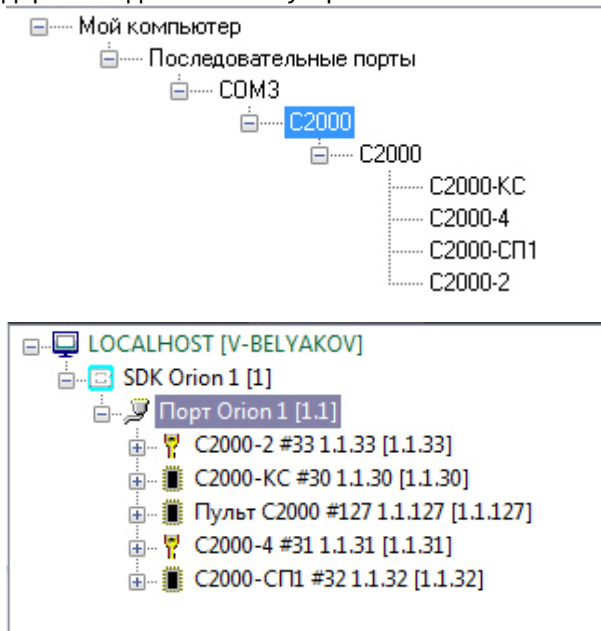 Мой компьютер
Последовательные порты
COM3
С2000
С2000
С2000-КС
С2000-4
С2000-СП1
С2000-2
LOCALHOST [V-BELYAKOV]
SDK Orion 1 [1]
Порт Orion 1 [1.1]
С2000-2 #33 1.1.33 [1.1.33]
С2000-КС #30 1.1.30 [1.1.30]
Пульт С2000 #127 1.1.127 [1.1.127]
С2000-4 #31 1.1.31 [1.1.31]
С2000-СП1 #32 1.1.32 [1.1.32]